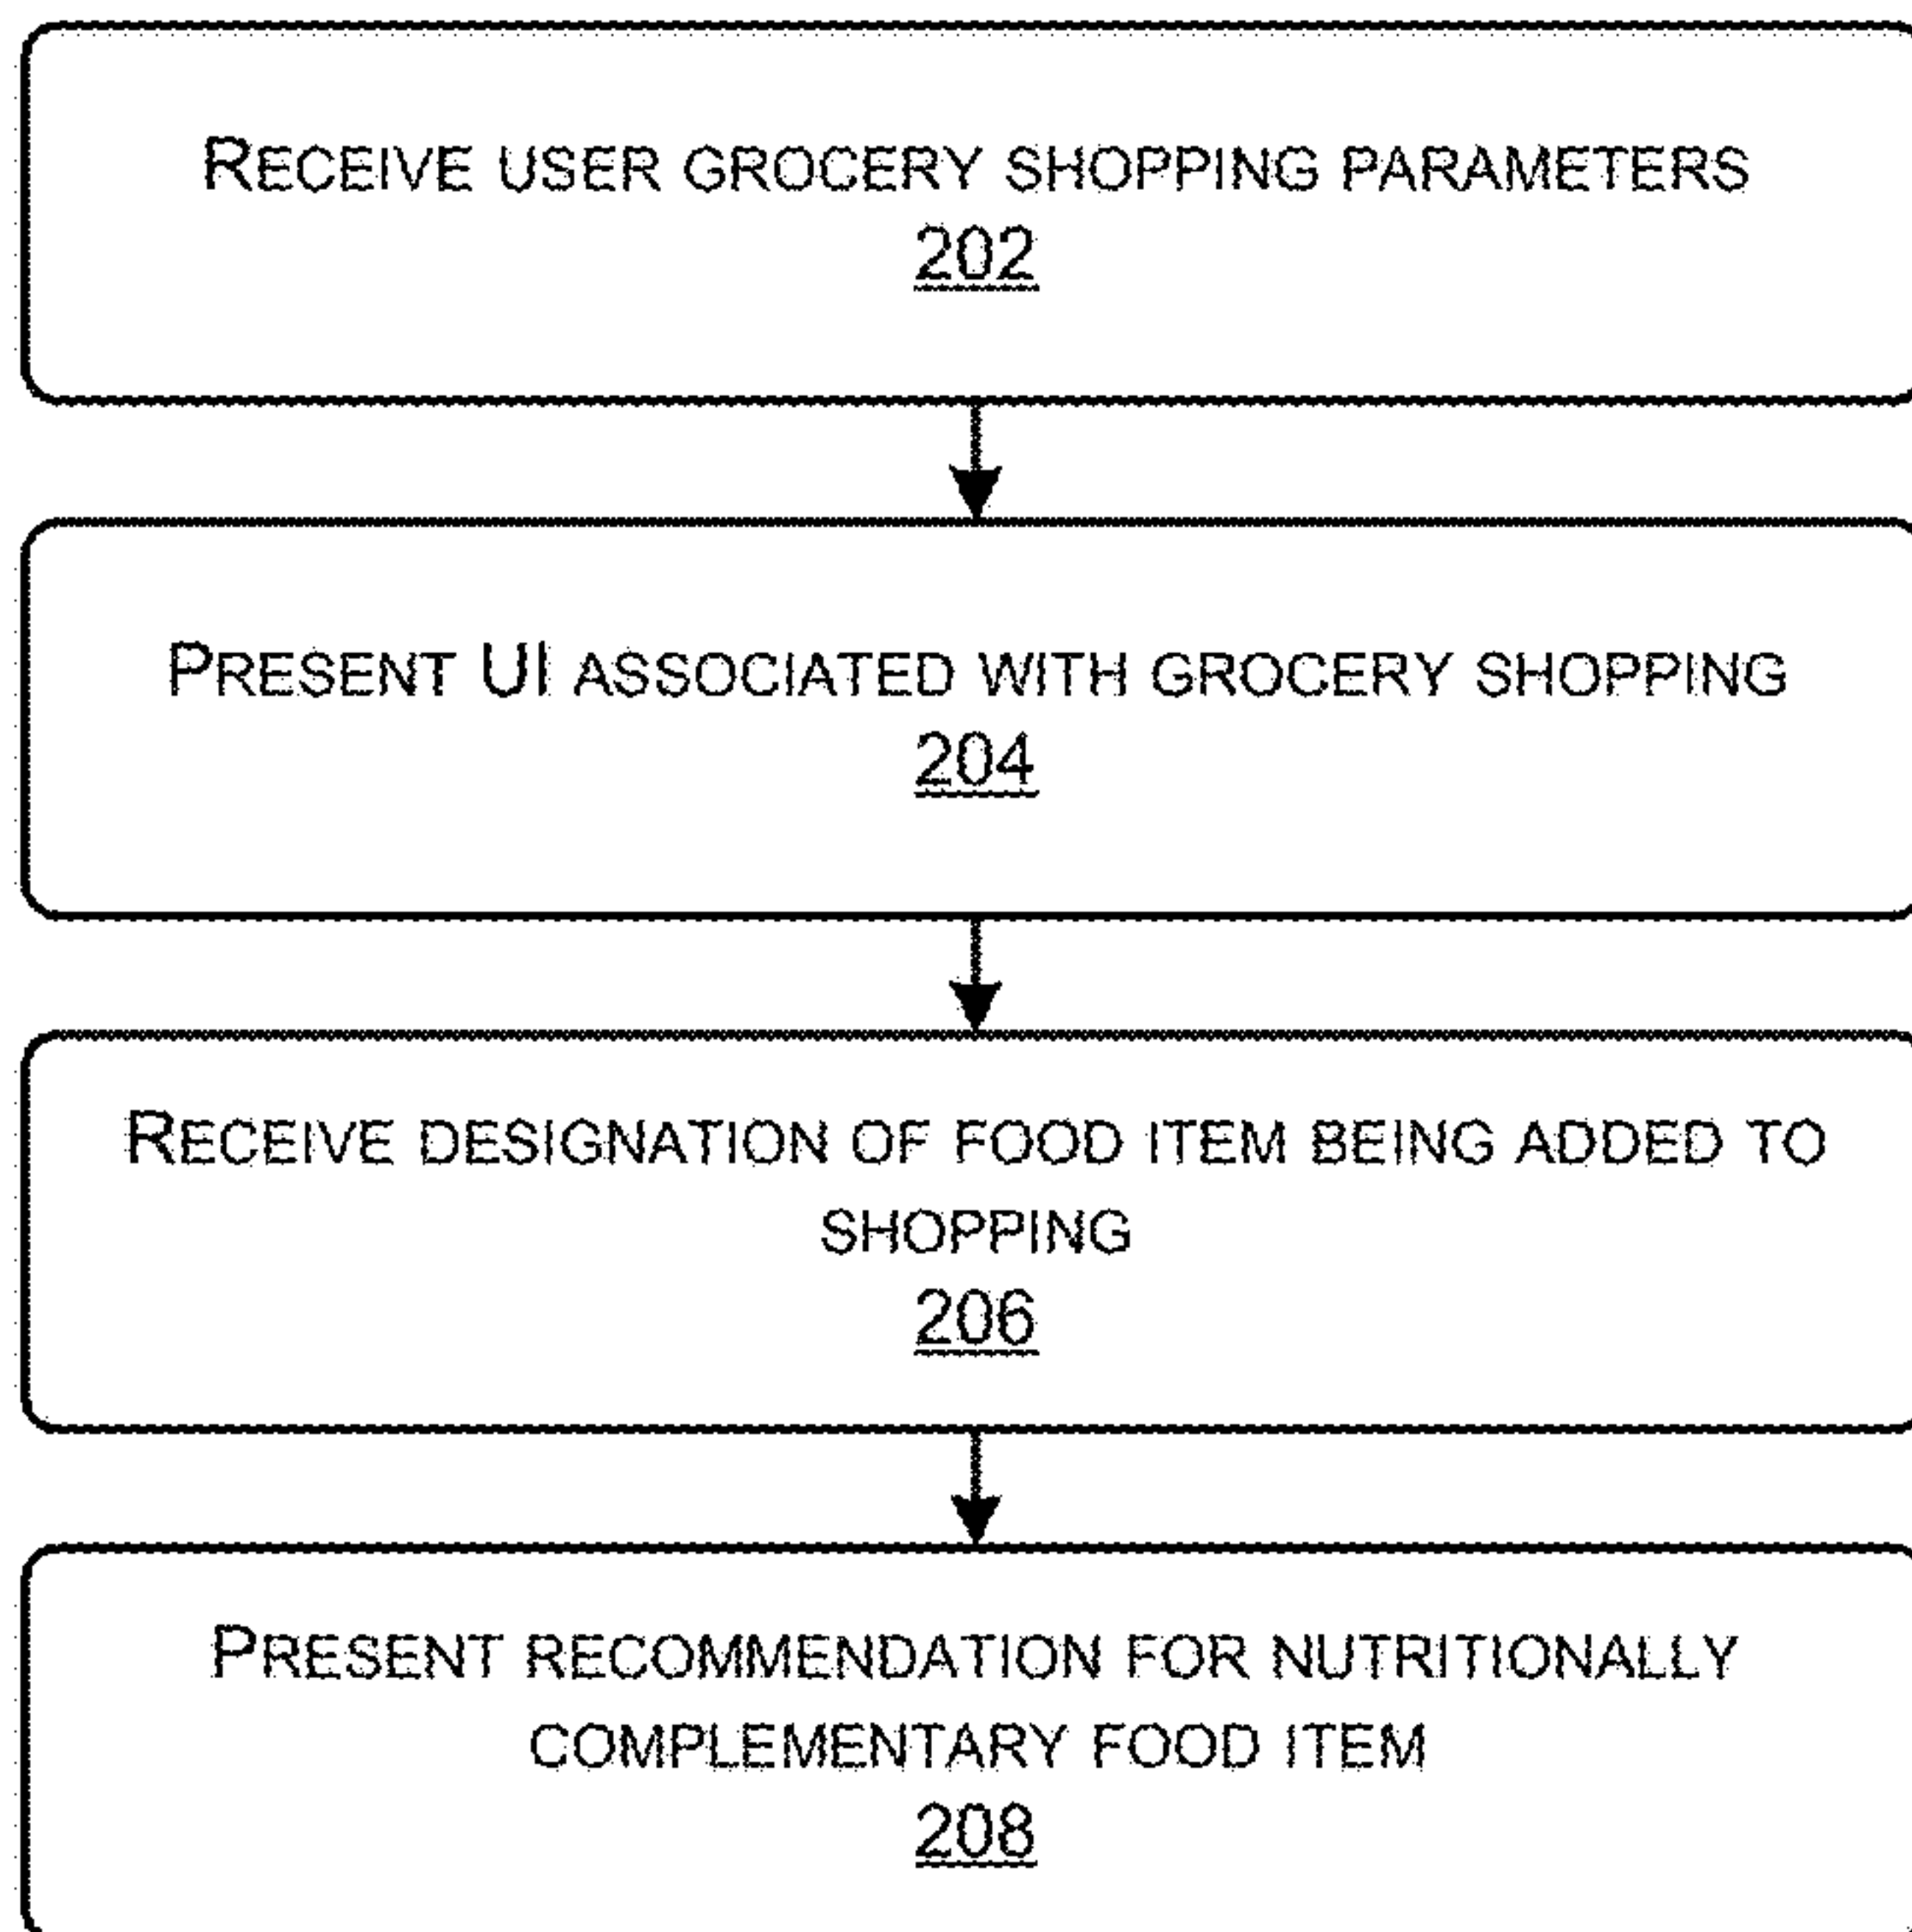 RECEIVE USER GROCERY SHOPPING PARAMETERS
202
PRESENT UI ASSOCIATED WITH GROCERY SHOPPING
204
RECEIVE DESIGNATION OF FOOD ITEM BEING ADDED TO
SHOPPING
206
PRESENT RECOMMENDATION FOR NUTRITIONALLY
COMPLEMENTARY FOOD ITEM
208